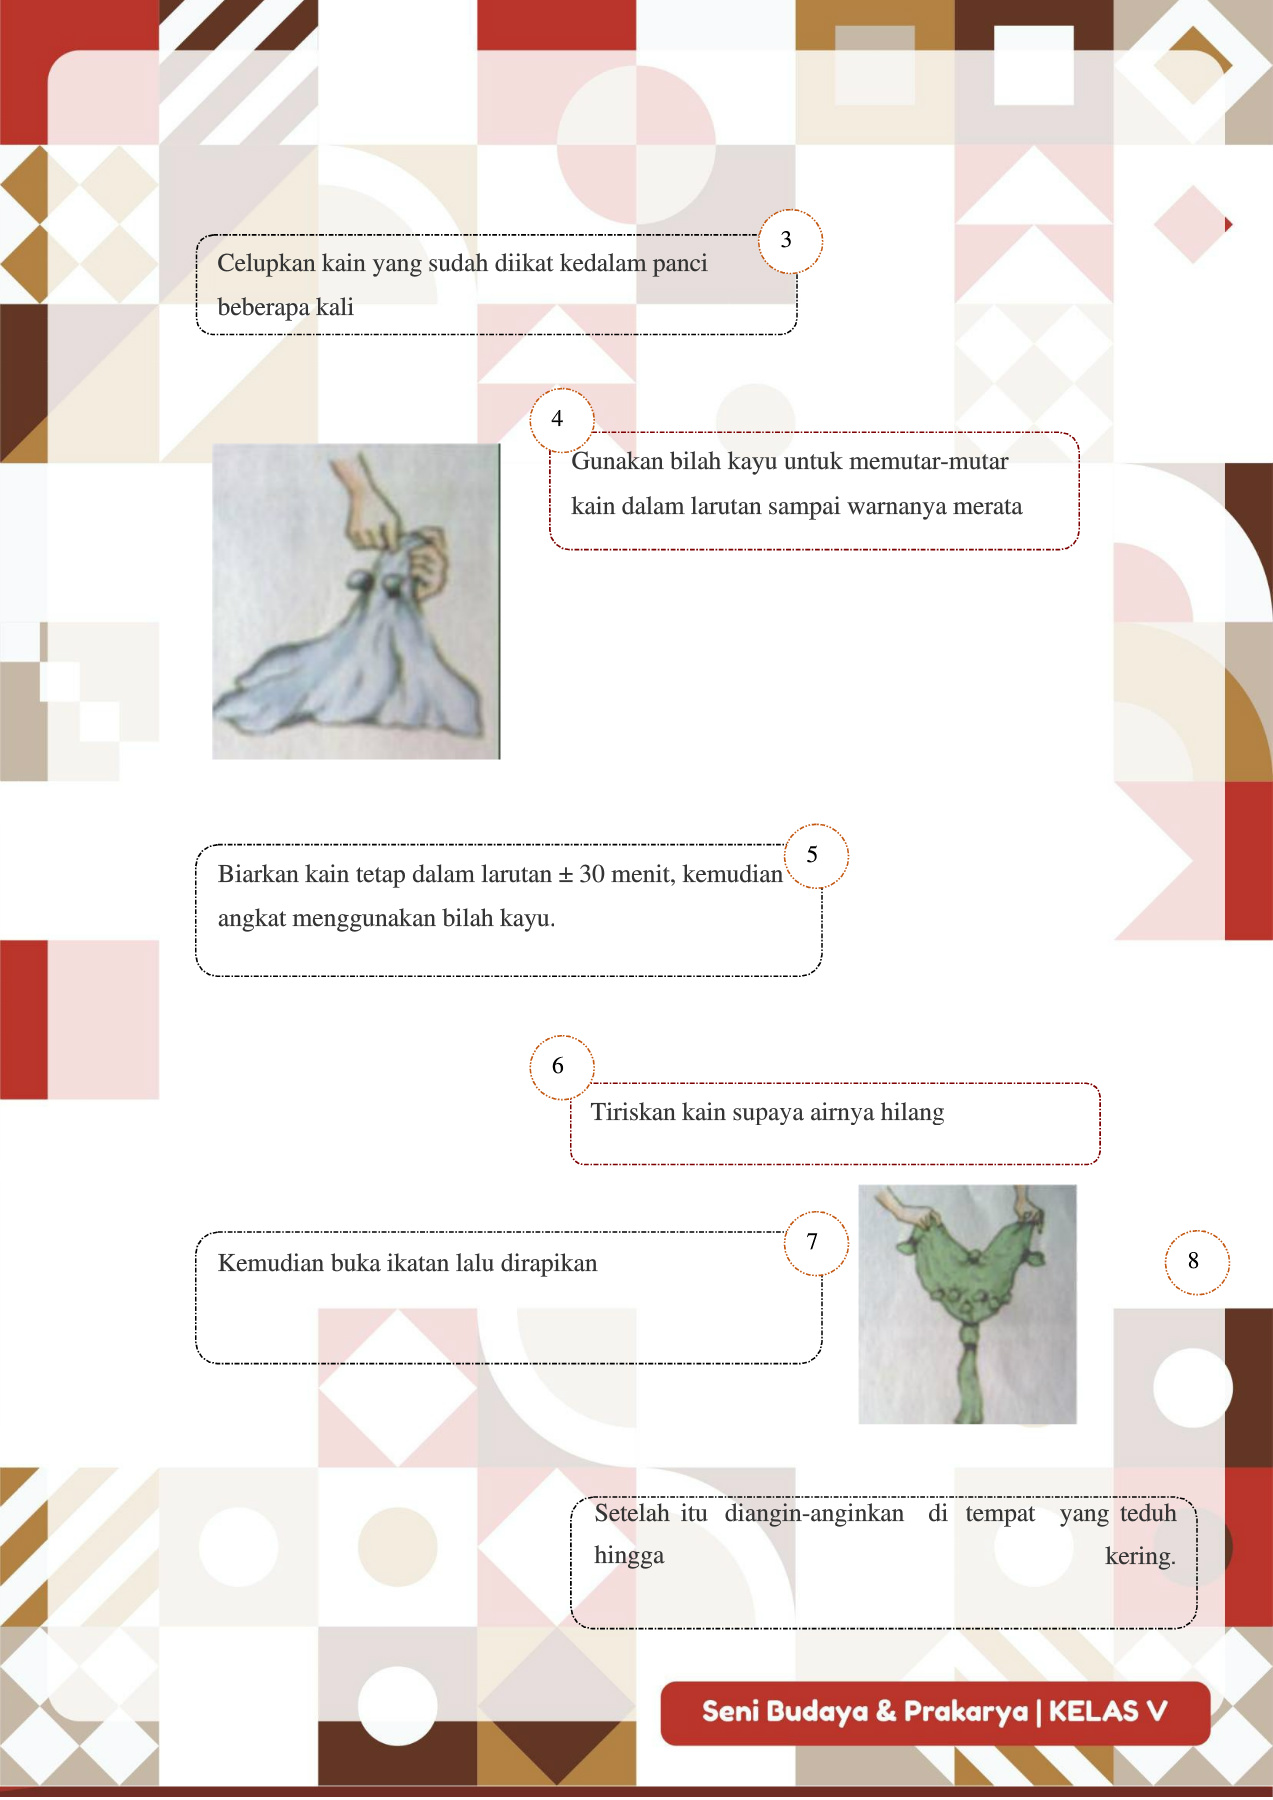 3
Celupkan kain yang sudah diikat kedalam panci
beberapa kali
4
Gunakan bilah kayu untuk memutar-mutar
kain dalam larutan sampai warnanya merata
5
Biarkan kain tetap dalam larutan ± 30 menit, kemudian
angkat menggunakan bilah kayu.
6
Tiriskan kain supaya airnya hilang
7
Kemudian buka ikatan lalu dirapikan
8
Setelah itu diangin-anginkan di tempat yang teduh
hingga kering.
Seni Budaya & Prakarya | KELAS V